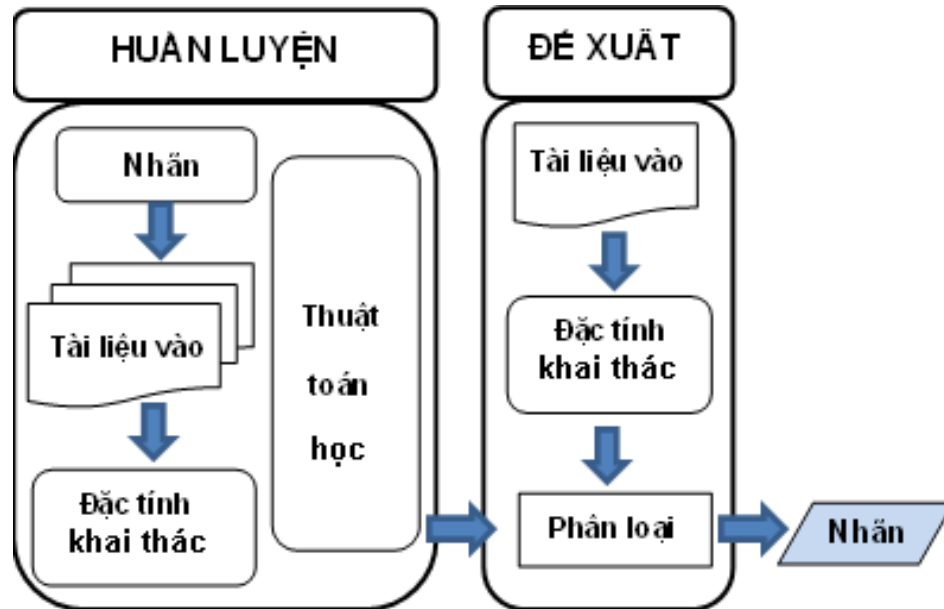 HUẤN LUYỆN
Nhãn
Tài liệu vào
Đặc tính
khai thác
Thuật
toán
học
ĐỀ XUẤT
Tài liệu vào
Đặc tính
khai thác
Phân loại
Nhãn